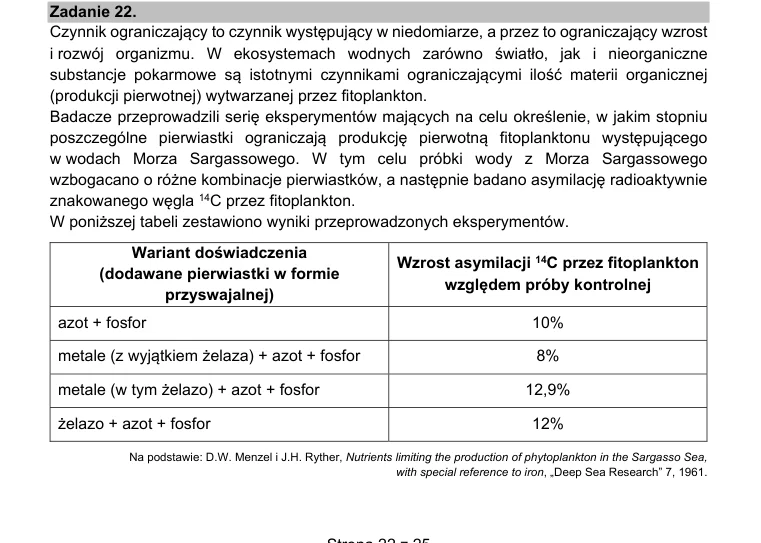 Zadanie 22.
Czynnik ograniczający to czynnik występujący w niedomiarze, a przez to ograniczający wzrost
i rozwój organizmu. W ekosystemach wodnych zarówno światło, jak i nieorganiczne
substancje pokarmowe są istotnymi czynnikami ograniczającymi ilość materii organicznej
(produkcji pierwotnej) wytwarzanej przez fitoplankton.
Badacze przeprowadzili serię eksperymentów mających na celu określenie, w jakim stopniu
poszczególne pierwiastki ograniczają produkcję pierwotną fitoplanktonu występującego
w wodach Morza Sargassowego. W tym celu próbki wody z Morza Sargassowego
wzbogacano o różne kombinacje pierwiastków, a następnie badano asymilację radioaktywnie
znakowanego węgla ¹⁴C przez fitoplankton.
W poniższej tabeli zestawiono wyniki przeprowadzonych eksperymentów.
Wariant doświadczenia
(dodawane pierwiastki w formie
przyswajalnej)
Wzrost asymilacji ¹⁴C przez fitoplankton
względem próby kontrolnej
azot + fosfor 10%
metale (z wyjątkiem żelaza) + azot + fosfor 8%
metale (w tym żelazo) + azot + fosfor 12,9%
żelazo + azot + fosfor 12%
Na podstawie: D.W. Menzel i J.H. Ryther, Nutrients limiting the production of phytoplankton in the Sargasso Sea,
with special reference to iron, „Deep Sea Research” 7, 1961.